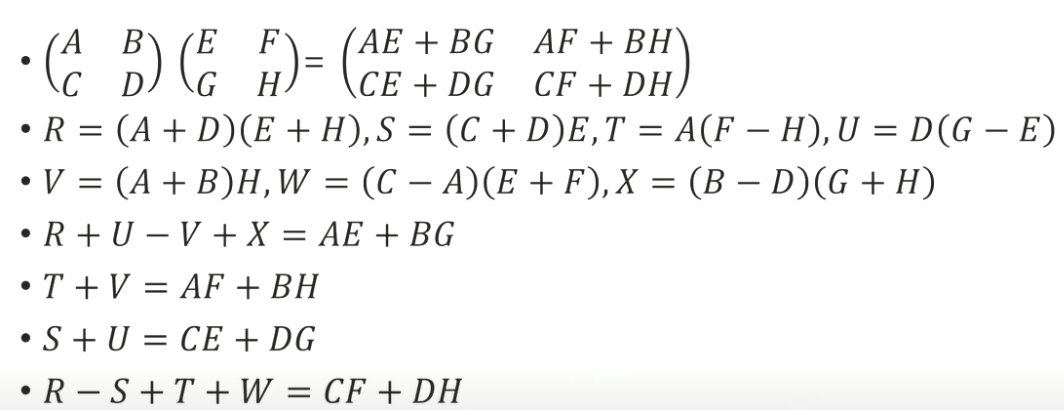 • (A B
C D) (E F
G H) = (AE + BG AF + BH
CE + DG CF + DH)
• R = (A + D)(E + H), S = (C + D)E, T = A(F − H), U = D(G − E)
• V = (A + B)H, W = (C − A)(E + F), X = (B − D)(G + H)
• R + U − V + X = AE + BG
• T + V = AF + BH
• S + U = CE + DG
• R − S + T + W = CF + DH